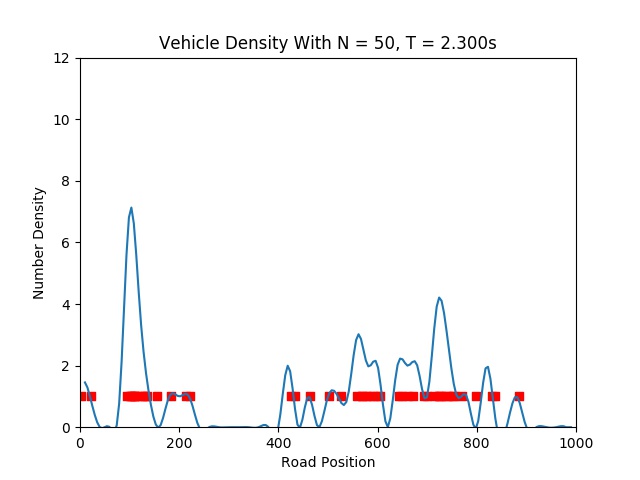 Vehicle Density With N = 50, T = 2.300s
12
10
8
6
4
2
0
Number Density
0 200 400 600 800 1000
Road Position